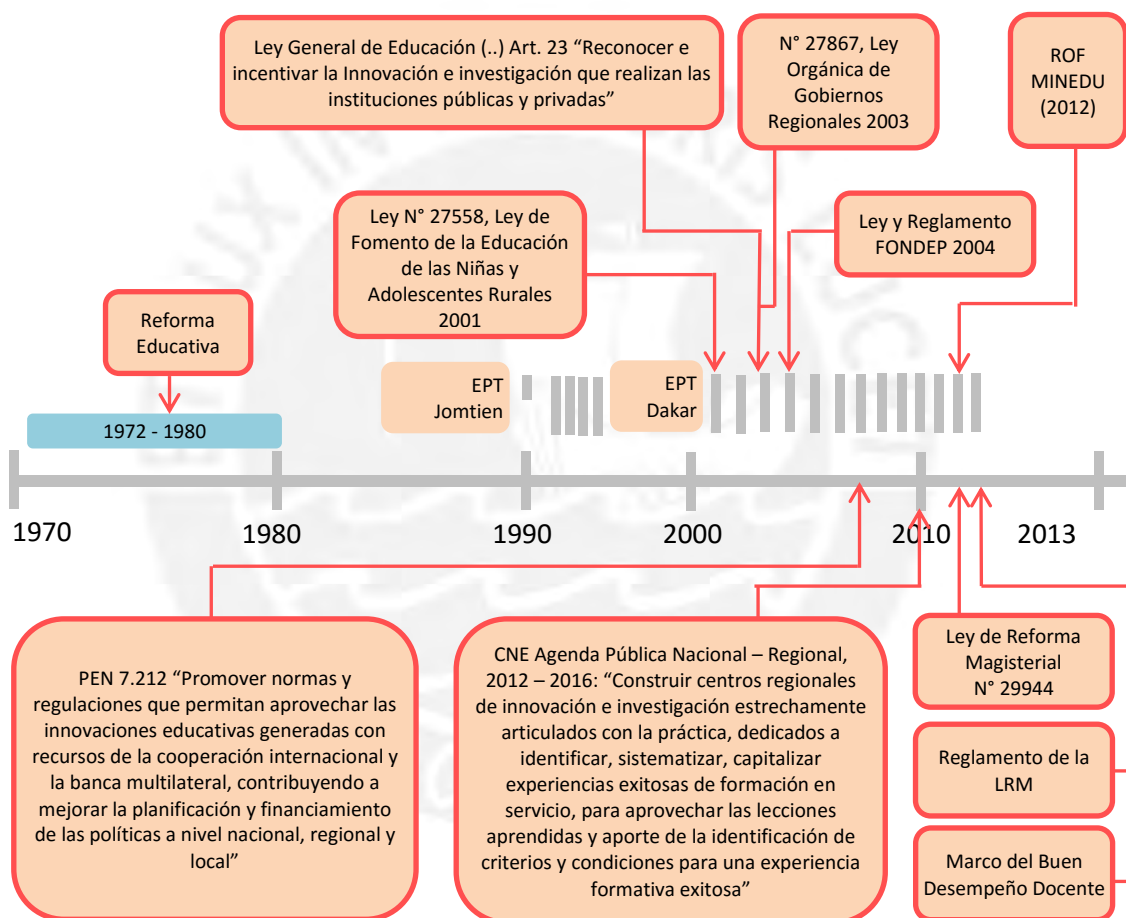 Ley General de Educación (..) Art. 23 “Reconocer e
incentivar la Innovación e investigación que realizan las
instituciones públicas y privadas”
N° 27867, Ley
Orgánica de
Gobiernos
Regionales 2003
ROF
MINEDU
(2012)
Ley N° 27558, Ley de
Fomento de la Educación
de las Niñas y
Adolescentes Rurales
2001
Ley y Reglamento
FONDEP 2004
Reforma
Educativa
EPT
Jomtien
EPT
Dakar
1972 - 1980
1970
1980
1990
2000
2010
2013
PEN 7.212 “Promover normas y
regulaciones que permitan aprovechar las
innovaciones educativas generadas con
recursos de la cooperación internacional y
la banca multilateral, contribuyendo a
mejorar la planificación y financiamiento
de las políticas a nivel nacional, regional y
local”
CNE Agenda Pública Nacional – Regional,
2012 – 2016: “Construir centros regionales
de innovación e investigación estrechamente
articulados con la práctica, dedicados a
identificar, sistematizar, capitalizar
experiencias exitosas de formación en
servicio, para aprovechar las lecciones
aprendidas y aporte de la identificación de
criterios y condiciones para una experiencia
formativa exitosa”
Ley de Reforma
Magisterial
N° 29944
Reglamento de la
LRM
Marco del Buen
Desempeño Docente